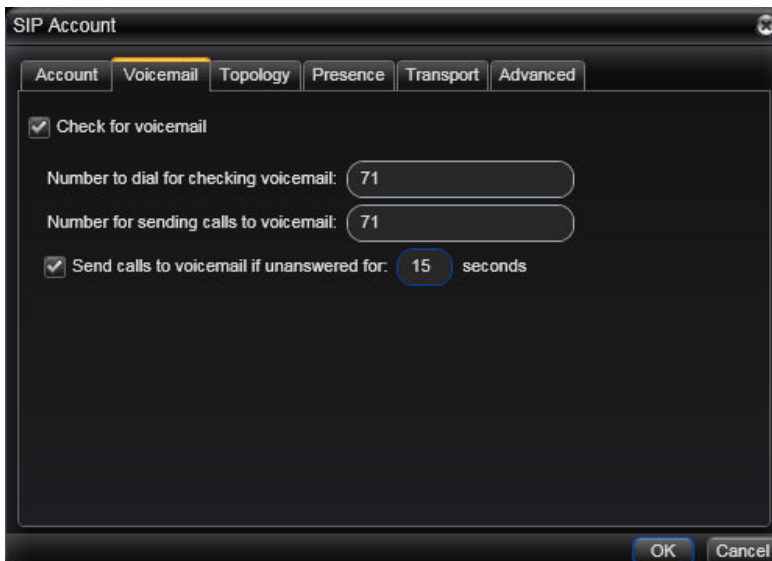 SIP Account
Account Voicemail Topology Presence Transport Advanced
Check for voicemail
Number to dial for checking voicemail: 71
Number for sending calls to voicemail: 71
Send calls to voicemail if unanswered for: 15 seconds
OK Cancel